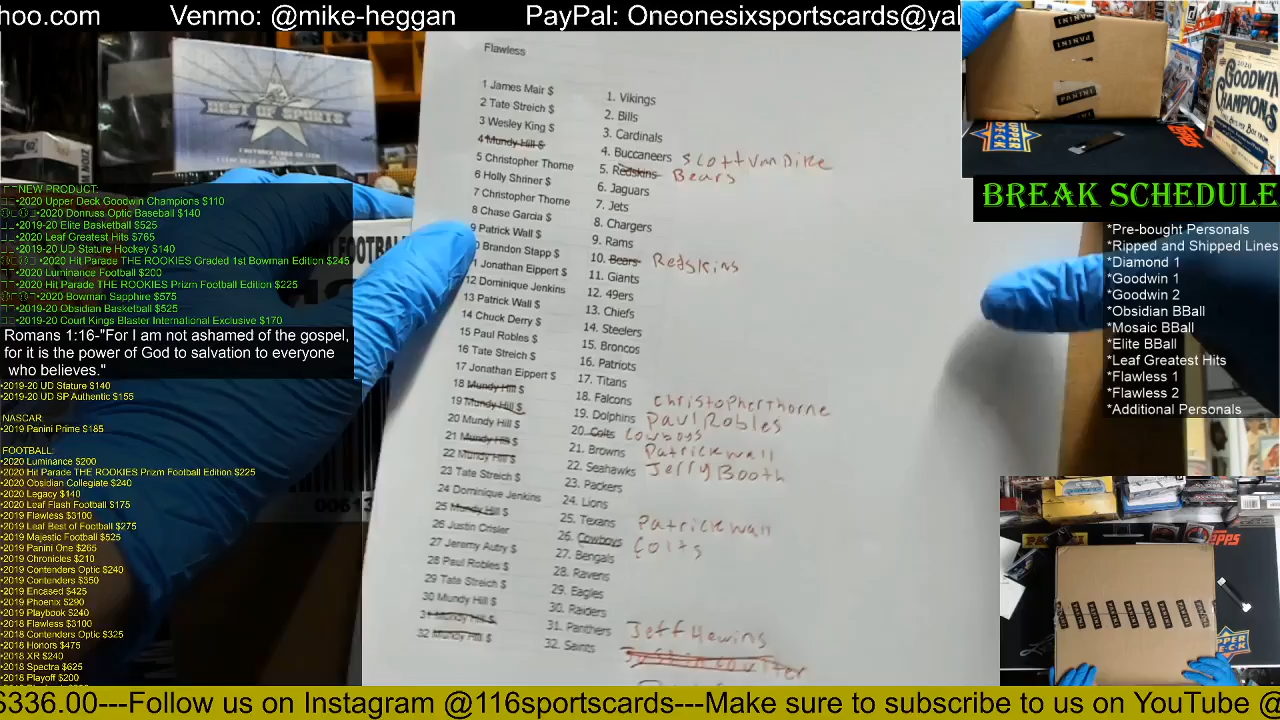 hoo.com Venmo: @mike-heggan PayPal: Oneonesixsportscards@yal
BEST OF SPORTS
FOOTBALL
Flawless
1 James Mair $ 1. Vikings
2 Tate Streich $ 2. Bills
3 Wesley King $ 3. Cardinals
4 Mundy Hill $ 4. Buccaneers Scott Van Dike
5 Christopher Thorne 5. Redskins Bears
6 Holly Shriner $ 6. Jaguars
7 Christopher Thorne 7. Jets
8 Chase Garcia $ 8. Chargers
9 Patrick Wall $ 9. Rams
0 Brandon Stapp $ 10. Bears Redskins
1 Jonathan Eippert $ 11. Giants
12 Dominique Jenkins 12. 49ers
13 Patrick Wall $ 13. Chiefs
14 Chuck Derry $ 14. Steelers
15 Paul Robles $ 15. Broncos
16 Tate Streich $ 16. Patriots
17 Jonathan Eippert $ 17. Titans
18 Mundy Hill $ 18. Falcons Christopher Thorne
19 Mundy Hill $ 19. Dolphins Paul Robles
20 Mundy Hill $ 20. Colts Cowboys
21 Mundy Hill $ 21. Browns Patrick Wall
22 Mundy Hill $ 22. Seahawks Jerry Booth
23 Tate Streich $ 23. Packers
24 Dominique Jenkins 24. Lions
25 Mundy Hill $ 25. Texans Patrick Wall
26 Justin Crisler 26. Cowboys Colts
27 Jeremy Autry $ 27. Bengals
28 Paul Robles $ 28. Ravens
29 Tate Streich $ 29. Eagles
30 Mundy Hill $ 30. Raiders
31 Mundy Hill $ 31. Panthers Jeff Hewins
32 Mundy Hill $ 32. Saints
NEW PRODUCT:
•2020 Upper Deck Goodwin Champions $110
•2020 Donruss Optic Baseball $140
•2019-20 Elite Basketball $525
•2020 Leaf Greatest Hits $765
•2019-20 UD Stature Hockey $140
•2020 Hit Parade THE ROOKIES Graded 1st Bowman Edition $245
•2020 Luminance Football $200
•2020 Hit Parade THE ROOKIES Prizm Football Edition $225
•2020 Bowman Sapphire $575
•2019-20 Obsidian Basketball $525
•2019-20 Court Kings Blaster International Exclusive $170
Romans 1:16-"For I am not ashamed of the gospel,
for it is the power of God to salvation to everyone
who believes."
•2019-20 UD Stature $140
•2019-20 UD SP Authentic $155
NASCAR:
•2019 Panini Prime $185
FOOTBALL:
•2020 Luminance $200
•2020 Hit Parade THE ROOKIES Prizm Football Edition $225
•2020 Obsidian Collegiate $240
•2020 Legacy $140
•2020 Leaf Flash Football $175
•2019 Flawless $3100
•2019 Leaf Best of Football $275
•2019 Majestic Football $525
•2019 Panini One $265
•2019 Chronicles $210
•2019 Contenders Optic $240
•2019 Contenders $350
•2019 Encased $425
•2019 Phoenix $290
•2019 Playbook $240
•2018 Flawless $3100
•2018 Contenders Optic $325
•2018 Honors $475
•2018 XR $240
•2018 Spectra $625
•2018 Playoff $200
PANINI
PANINI
PANINI
UPPER DECK
Topps
2020
GOODWIN
CHAMPIONS
BREAK SCHEDULE
*Pre-bought Personals
*Ripped and Shipped Lines
*Diamond 1
*Goodwin 1
*Goodwin 2
*Obsidian BBall
*Mosaic BBall
*Elite BBall
*Leaf Greatest Hits
*Flawless 1
*Flawless 2
*Additional Personals
topps
UPPER DECK
$336.00---Follow us on Instagram @116sportscards---Make sure to subscribe to us on YouTube @